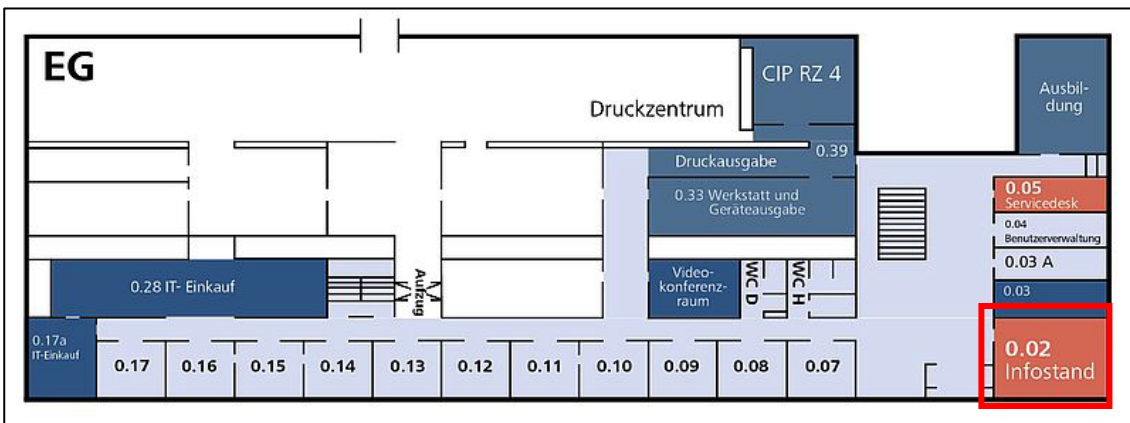 EG
CIP RZ 4
Ausbil-
dung
Druckzentrum
Druckausgabe
0.39
0.33 Werkstatt und
Geräteausgabe
0.05
Servicedesk
0.04
Benutzerverwaltung
0.03 A
0.03
0.28 IT- Einkauf
Aufzug
Video-
konferenz-
raum
WC D
WC H
0.17a
IT-Einkauf
0.17
0.16
0.15
0.14
0.13
0.12
0.11
0.10
0.09
0.08
0.07
0.02
Infostand